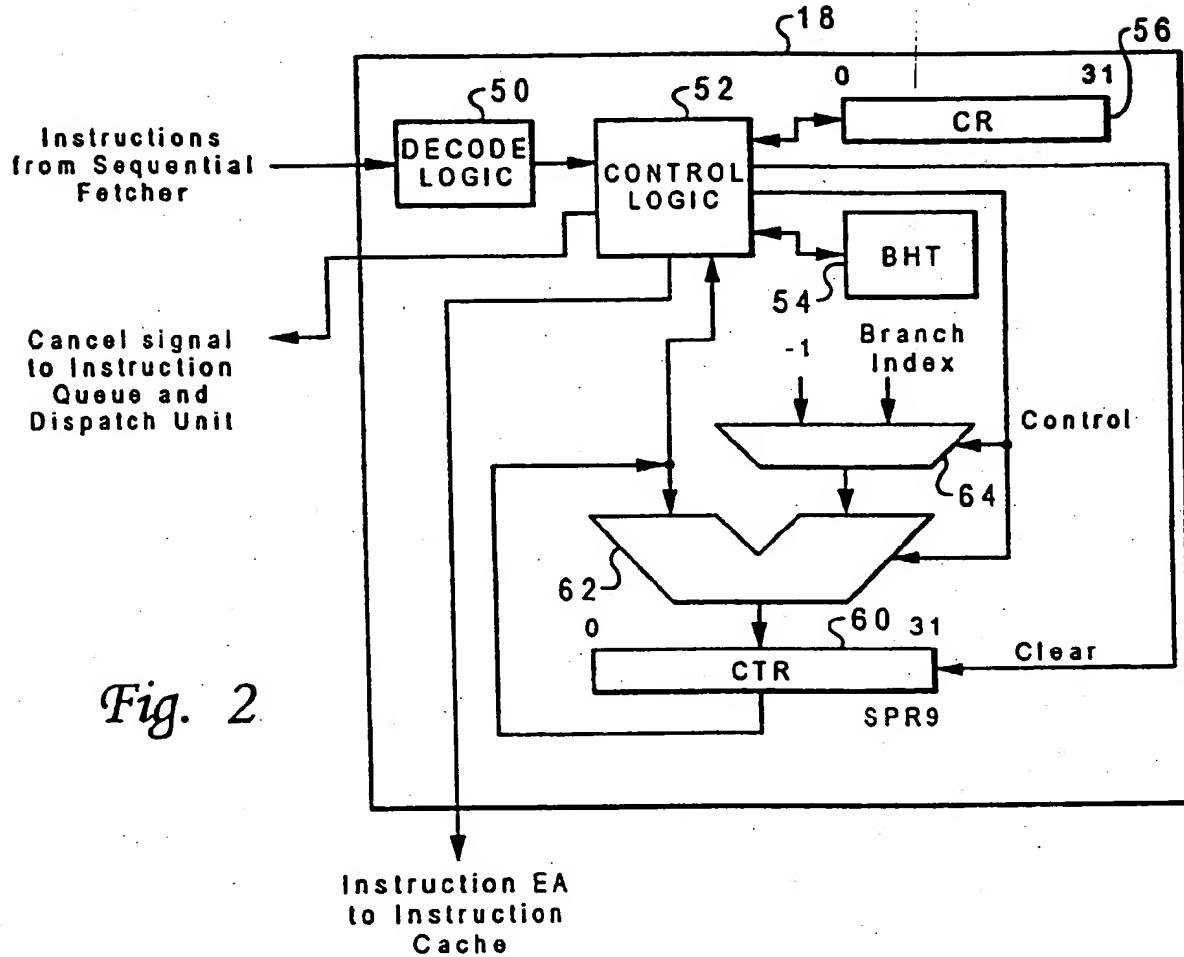 18
56
0
31
50
52
CR
Instructions
from Sequential
Fetcher
DECODE
LOGIC
CONTROL
LOGIC
BHT
54
Cancel signal
to Instruction
Queue and
Dispatch Unit
-1
Branch
Index
Control
64
62
0
60
31
CTR
Clear
SPR9
Fig. 2
Instruction EA
to Instruction
Cache